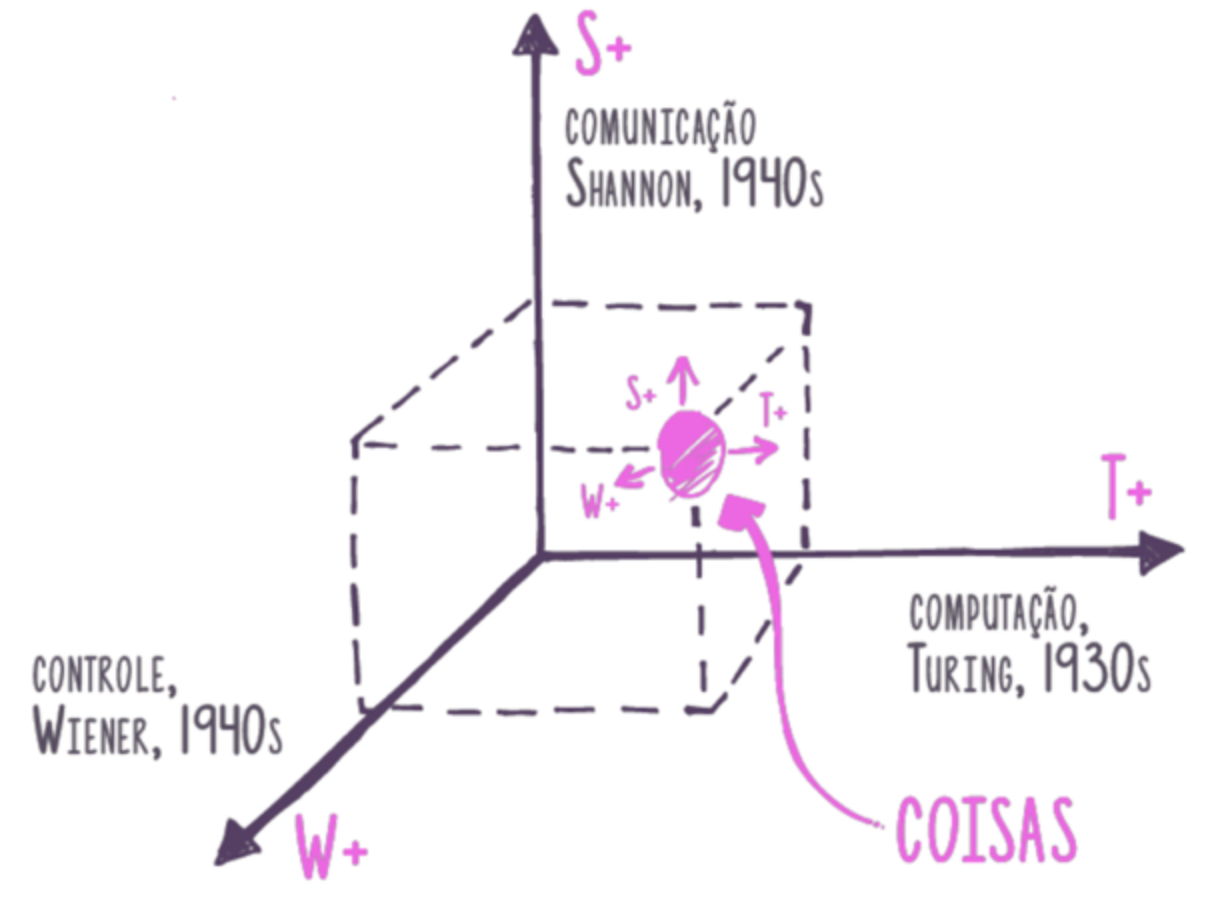 S+
COMUNICAÇÃO
SHANNON, 1940s
S+
T+
W+
T+
COMPUTAÇÃO,
TURING, 1930s
CONTROLE,
WIENER, 1940s
W+
COISAS